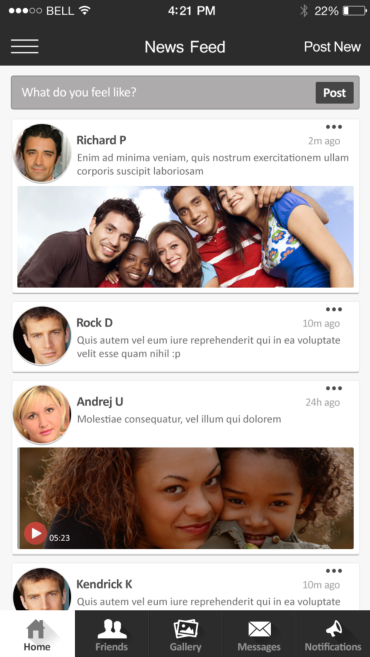 BELL 4:21 PM 22%
News Feed Post New
What do you feel like? Post
Richard P
2m ago
Enim ad minima veniam, quis nostrum exercitationem ullam
corporis suscipit laboriosam
Rock D
10m ago
Quis autem vel eum iure reprehenderit qui in ea voluptate
velit esse quam nihil :p
Andrej U
24h ago
Molestiae consequatur, vel illum qui dolorem
05:23
Kendrick K
10m ago
Quis autem vel eum iure reprehenderit qui in ea voluptate
Home Friends Gallery Messages Notifications